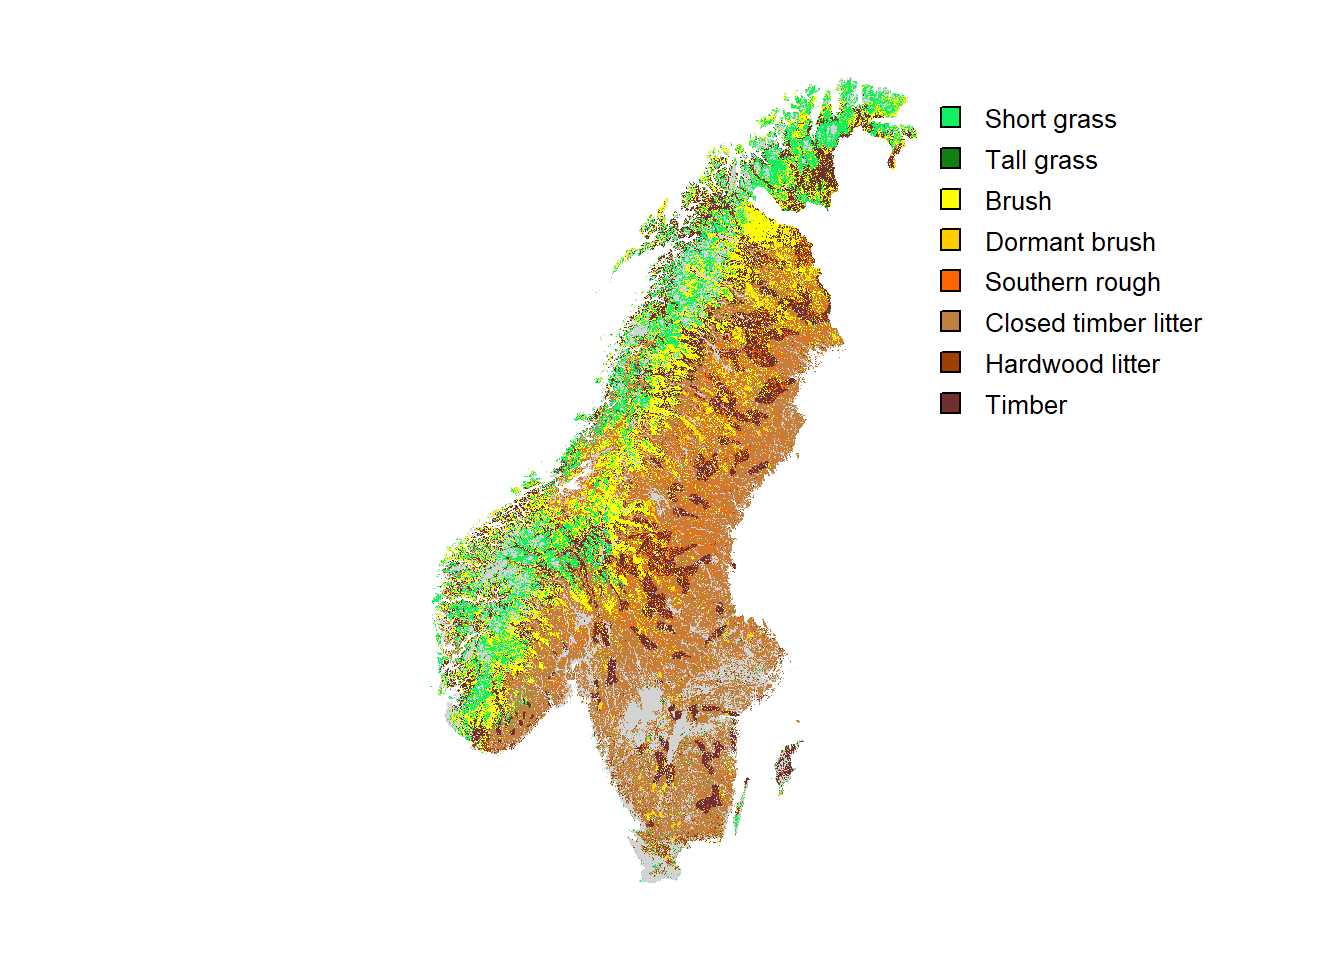 Short grass
Tall grass
Brush
Dormant brush
Southern rough
Closed timber litter
Hardwood litter
Timber